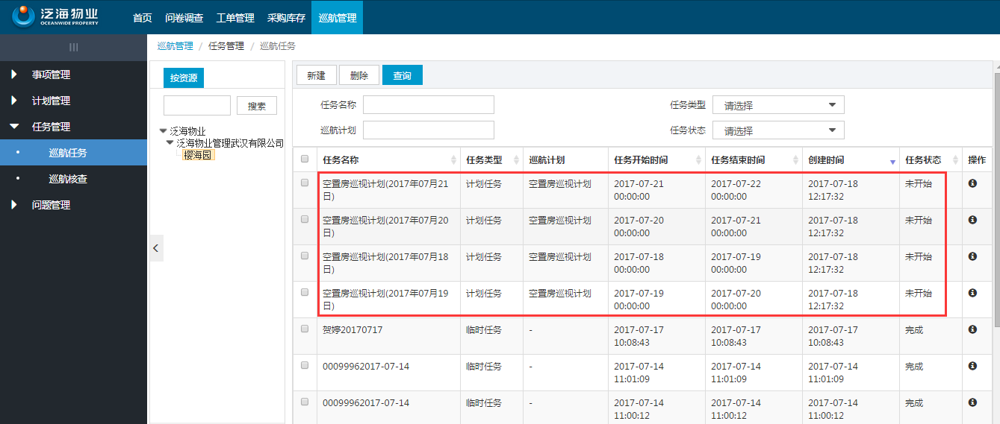 泛海物业
OCEANWIDE PROPERTY
首页 问卷调查 工单管理 采购库存 巡航管理
巡航管理 / 任务管理 / 巡航任务
事项管理
计划管理
任务管理
巡航任务
巡航核查
问题管理
按资源
搜索
泛海物业
泛海物业管理武汉有限公司
樱海园
新建 删除 查询
任务名称 任务类型 请选择
巡航计划 任务状态 请选择
任务名称 任务类型 巡航计划 任务开始时间 任务结束时间 创建时间 任务状态 操作
空置房巡视计划(2017年07月21 计划任务 空置房巡视计划 2017-07-21 2017-07-22 2017-07-18 未开始
日) 00:00:00 00:00:00 12:17:32
空置房巡视计划(2017年07月20 计划任务 空置房巡视计划 2017-07-20 2017-07-21 2017-07-18 未开始
日) 00:00:00 00:00:00 12:17:32
空置房巡视计划(2017年07月18 计划任务 空置房巡视计划 2017-07-18 2017-07-19 2017-07-18 未开始
日) 00:00:00 00:00:00 12:17:32
空置房巡视计划(2017年07月19 计划任务 空置房巡视计划 2017-07-19 2017-07-20 2017-07-18 未开始
日) 00:00:00 00:00:00 12:17:32
贺婷20170717 临时任务 - 2017-07-17 2017-07-17 2017-07-17 完成
10:08:43 10:08:43 10:08:43
00099962017-07-14 临时任务 - 2017-07-14 2017-07-14 2017-07-14 完成
11:01:09 11:01:09 11:01:09
00099962017-07-14 临时任务 - 2017-07-14 2017-07-14 2017-07-14 完成
11:00:12 11:00:12 11:00:12